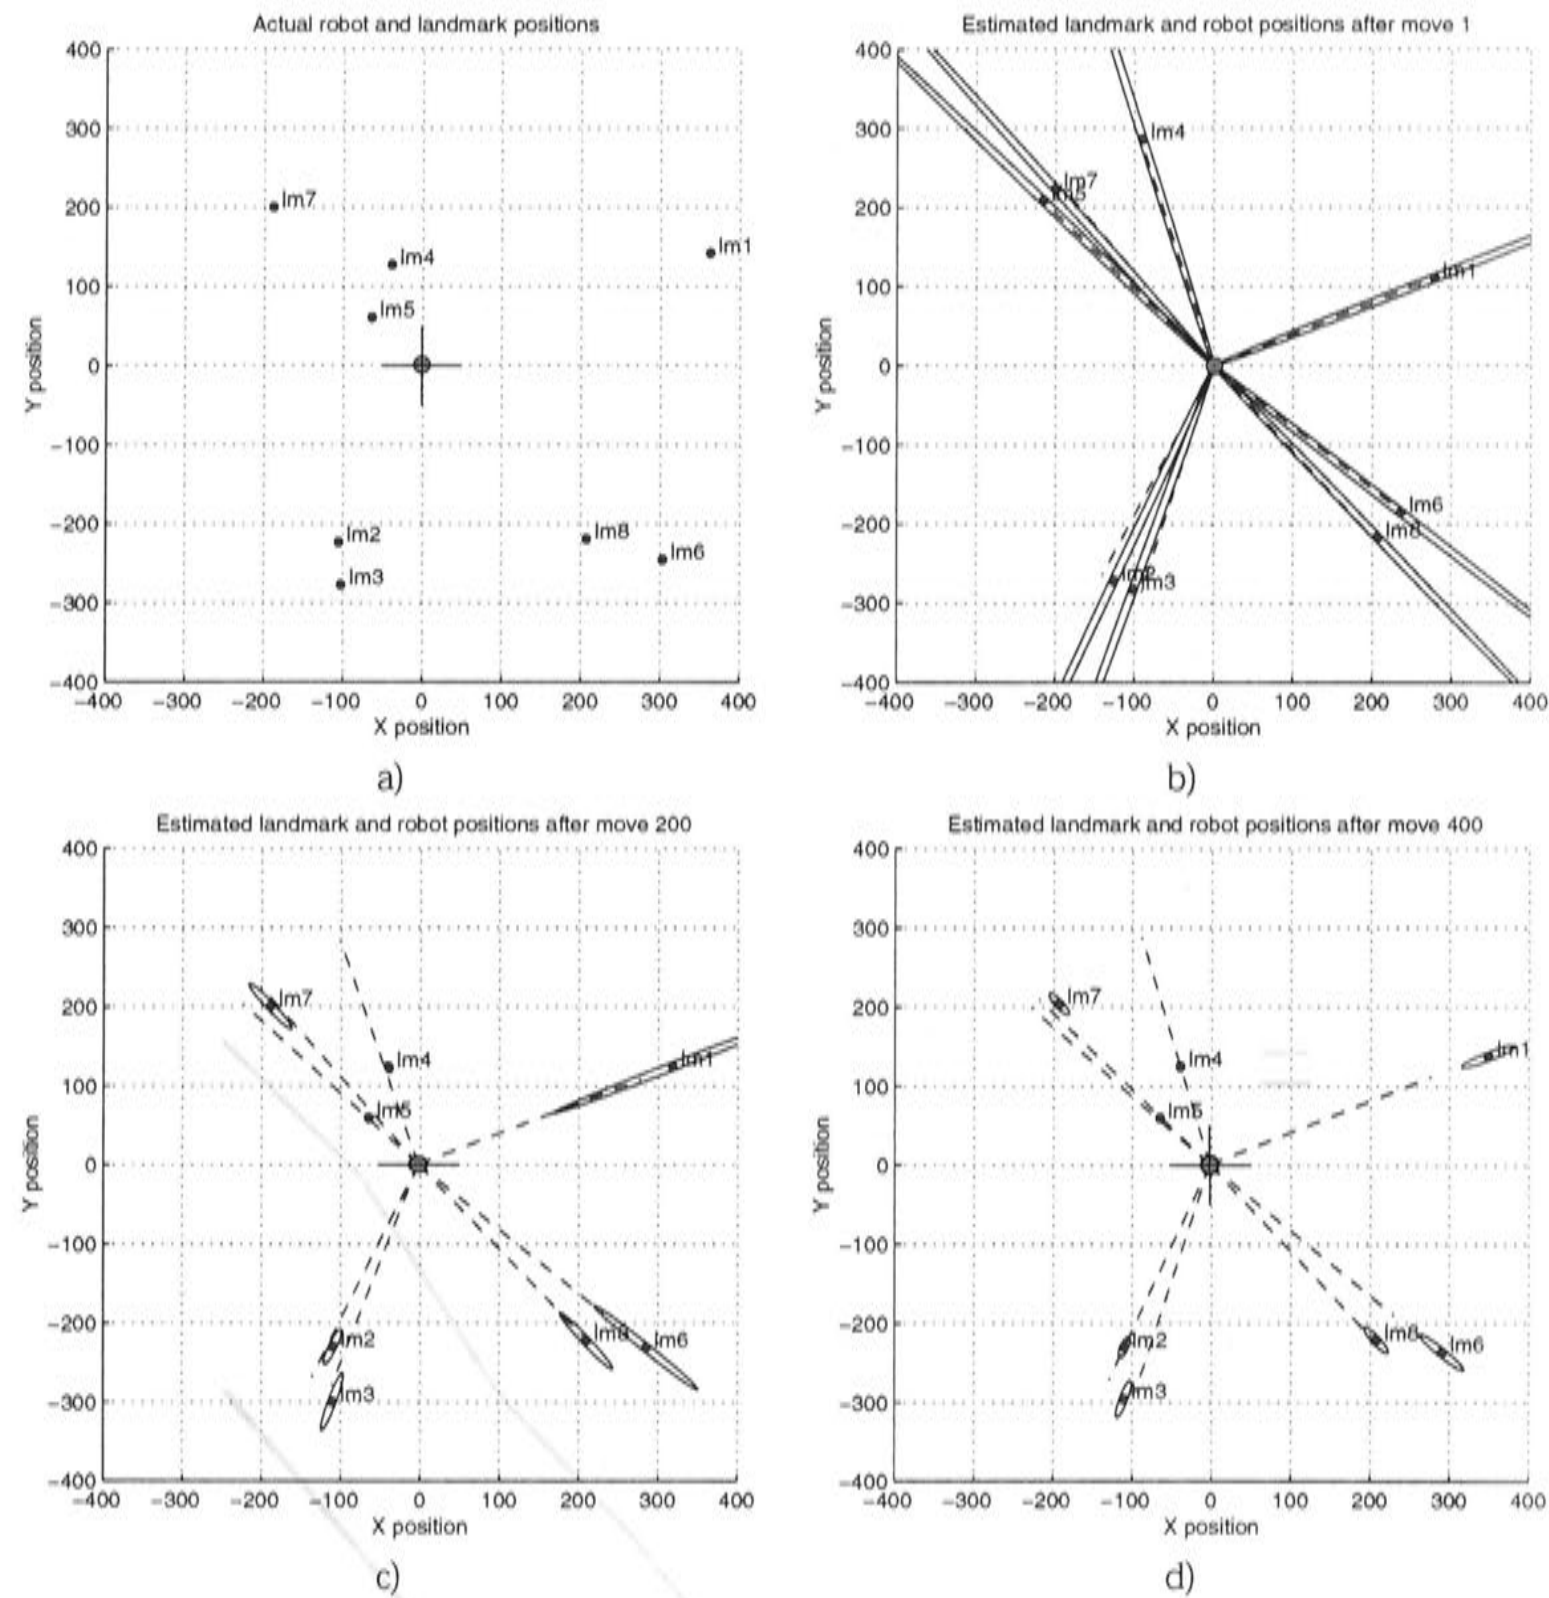 Actual robot and landmark positions
400
300
200
100
0
−100
−200
−300
−400
Y position
lm7
lm4
lm1
lm5
lm2
lm3
lm8
lm6
−400 −300 −200 −100 0 100 200 300 400
X position
a)
Estimated landmark and robot positions after move 1
400
300
200
100
0
−100
−200
−300
−400
Y position
lm4
lm7
lm1
lm6
lm8
lm3
−400 −300 −200 −100 0 100 200 300 400
X position
b)
Estimated landmark and robot positions after move 200
400
300
200
100
0
−100
−200
−300
−400
Y position
lm7
lm4
lm1
lm5
lm2
lm8
lm6
lm3
−400 −300 −200 −100 0 100 200 300 400
X position
c)
Estimated landmark and robot positions after move 400
400
300
200
100
0
−100
−200
−300
−400
Y position
lm7
lm4
lm1
lm5
lm2
lm8
lm6
lm3
−400 −300 −200 −100 0 100 200 300 400
X position
d)